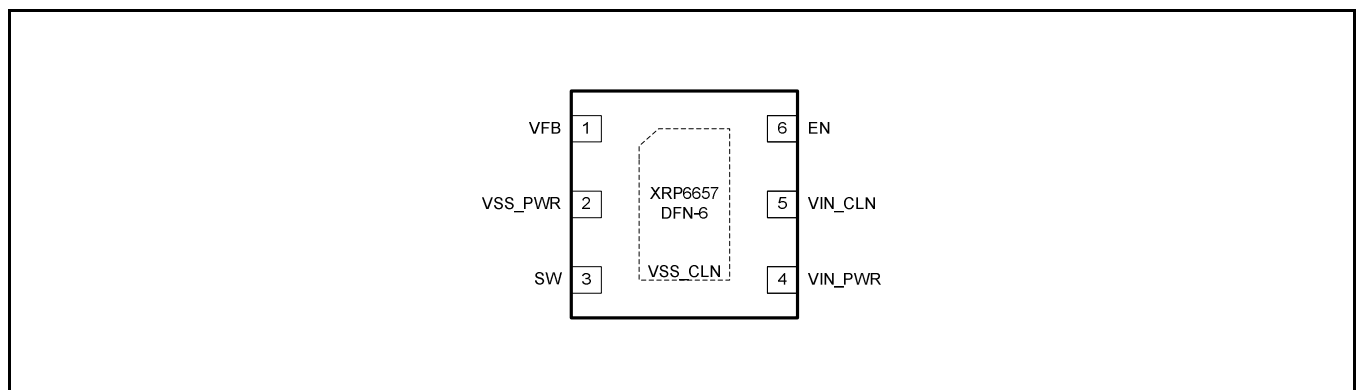 VFB 1
6 EN
VSS_PWR 2
XRP6657
DFN-6
5 VIN_CLN
SW 3
VSS_CLN
4 VIN_PWR